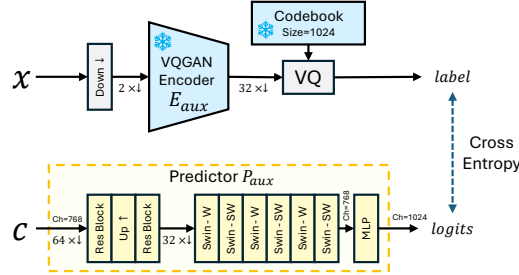 Codebook
Size=1024
x
Down ↓
2 ×↓
VQGAN
Encoder
E_aux
32 ×↓
VQ
label
Cross
Entropy
Predictor P_aux
c
Ch=768
64 ×↓
Res Block
Up ↑
Res Block
32 ×↓
Swin - W
Swin - SW
Swin - W
Swin - SW
Swin - W
Swin - SW
Ch=768
MLP
Ch=1024
logits